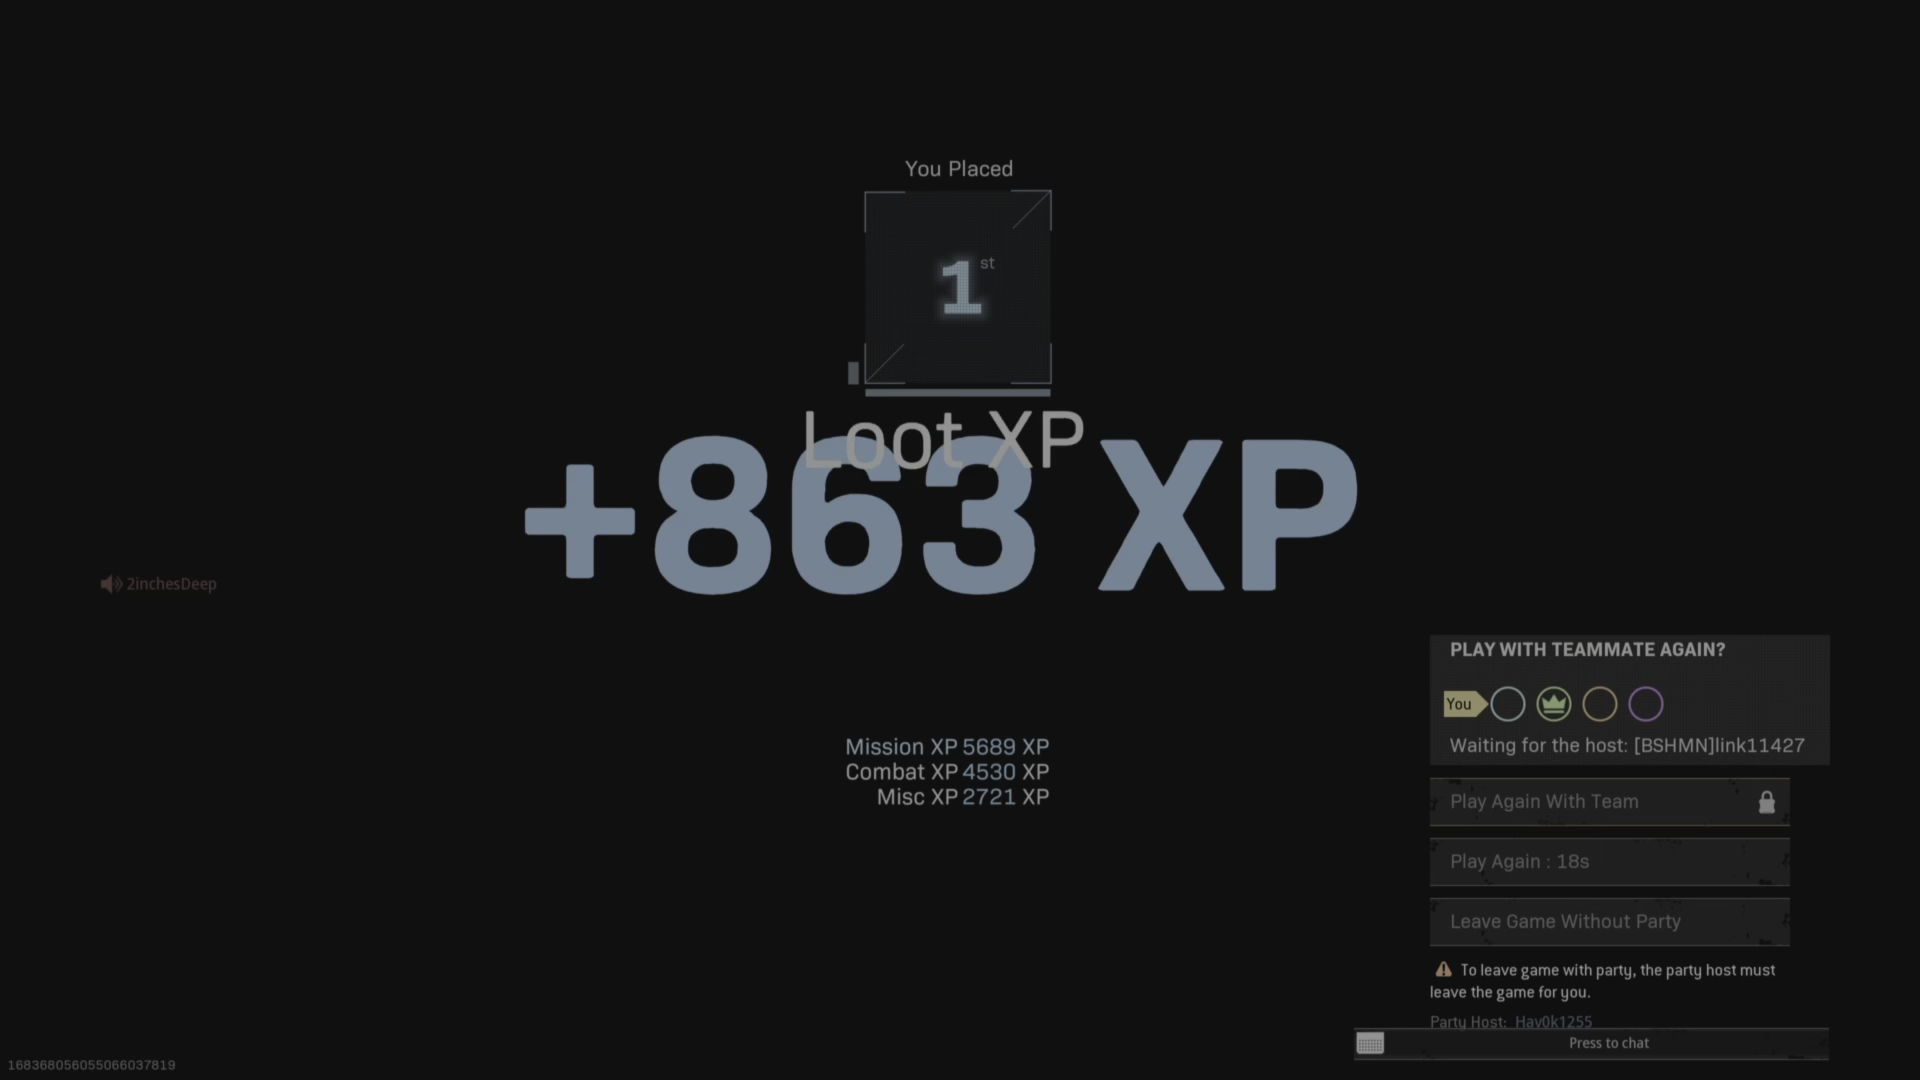 You Placed
1st
Loot XP
+863 XP
2inchesDeep
Mission XP 5689 XP
Combat XP 4530 XP
Misc XP 2721 XP
PLAY WITH TEAMMATE AGAIN?
You
Waiting for the host: [BSHMN]link11427
Play Again With Team
Play Again : 18s
Leave Game Without Party
To leave game with party, the party host must
leave the game for you.
Party Host: Hav0k1255
Press to chat
168368056055066037819